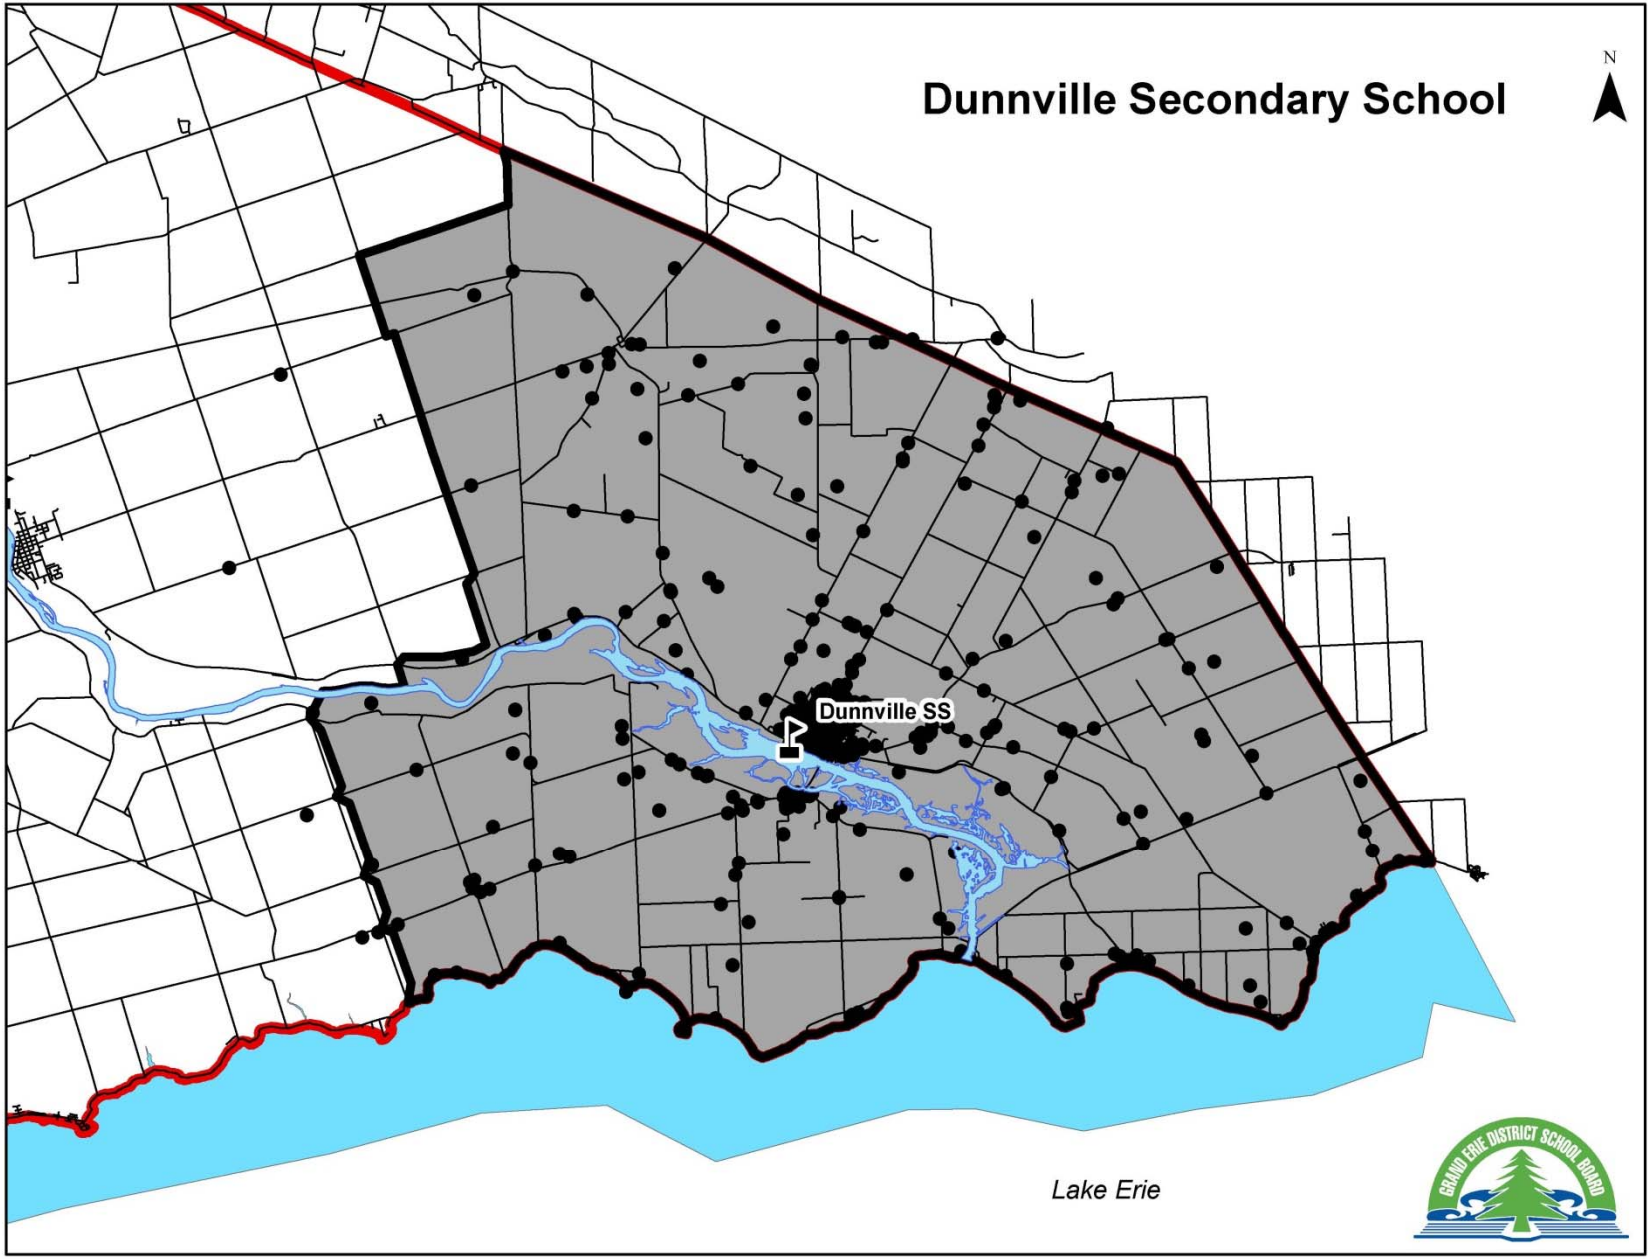 N
Dunnville Secondary School
Dunnville SS
Lake Erie
GRAND ERIE DISTRICT SCHOOL BOARD